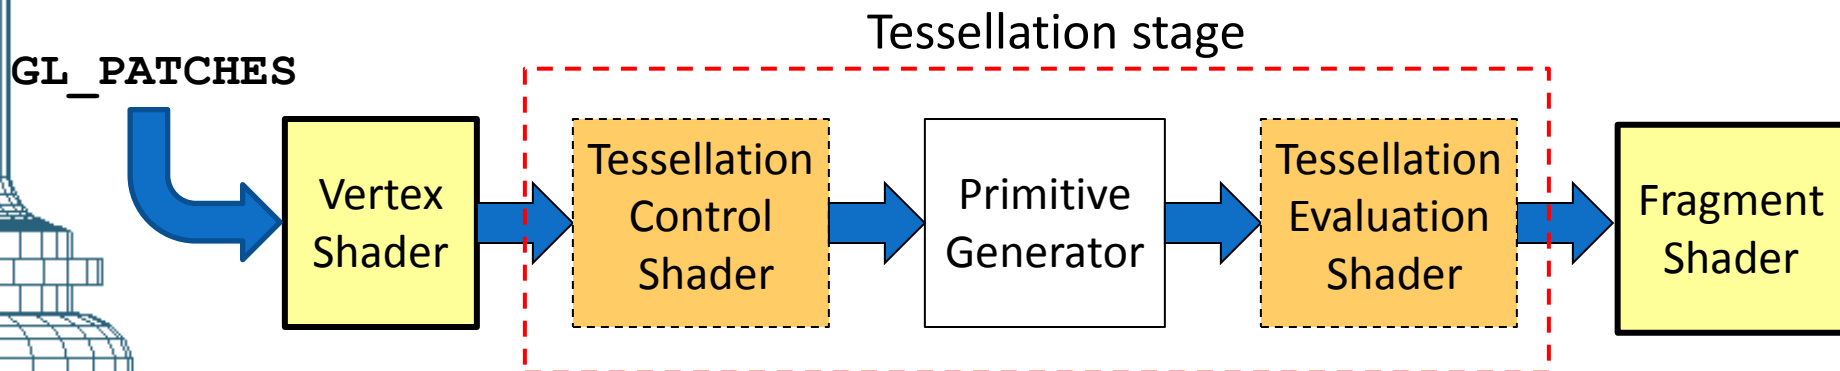 Tessellation stage
GL_PATCHES
Vertex
Shader
Tessellation
Control
Shader
Primitive
Generator
Tessellation
Evaluation
Shader
Fragment
Shader